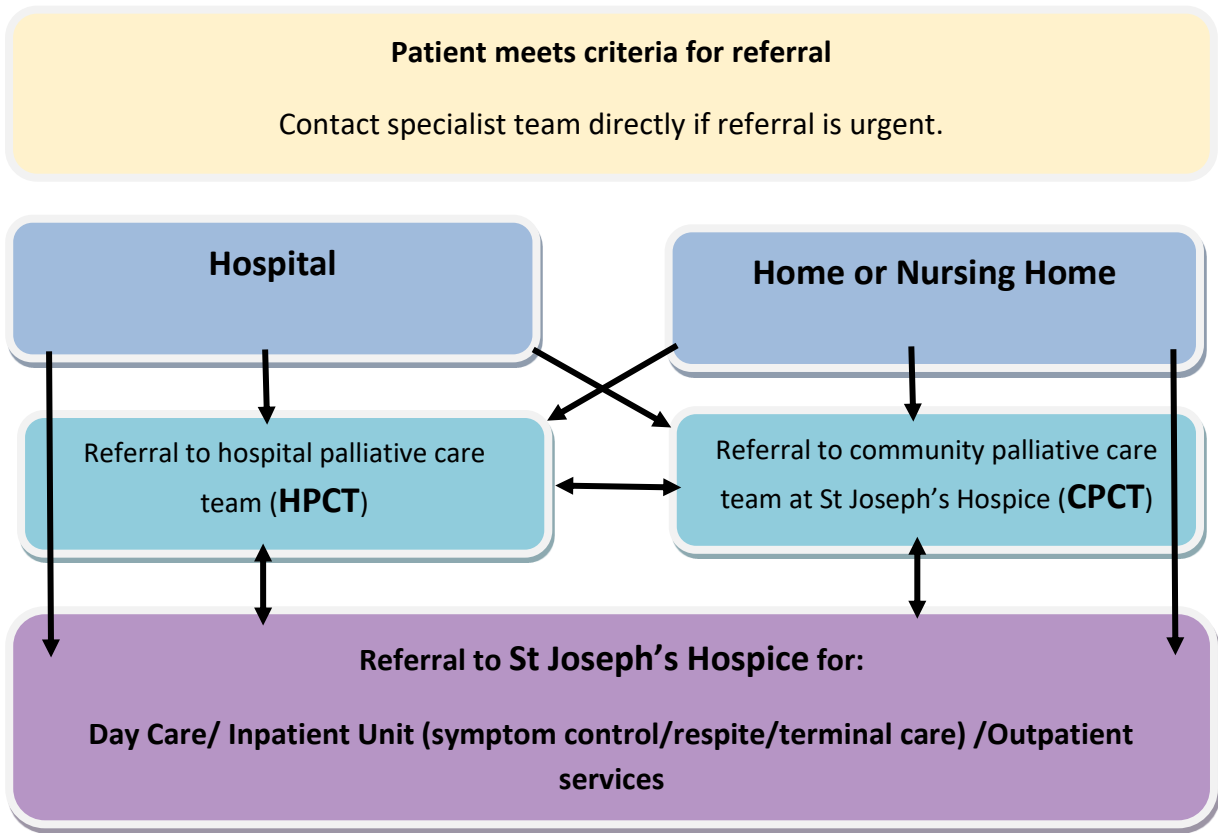 Patient meets criteria for referral
Contact specialist team directly if referral is urgent.
Hospital
Home or Nursing Home
Referral to hospital palliative care
team (HPCT)
Referral to community palliative care
team at St Joseph’s Hospice (CPCT)
Referral to St Joseph’s Hospice for:
Day Care/ Inpatient Unit (symptom control/respite/terminal care) /Outpatient
services